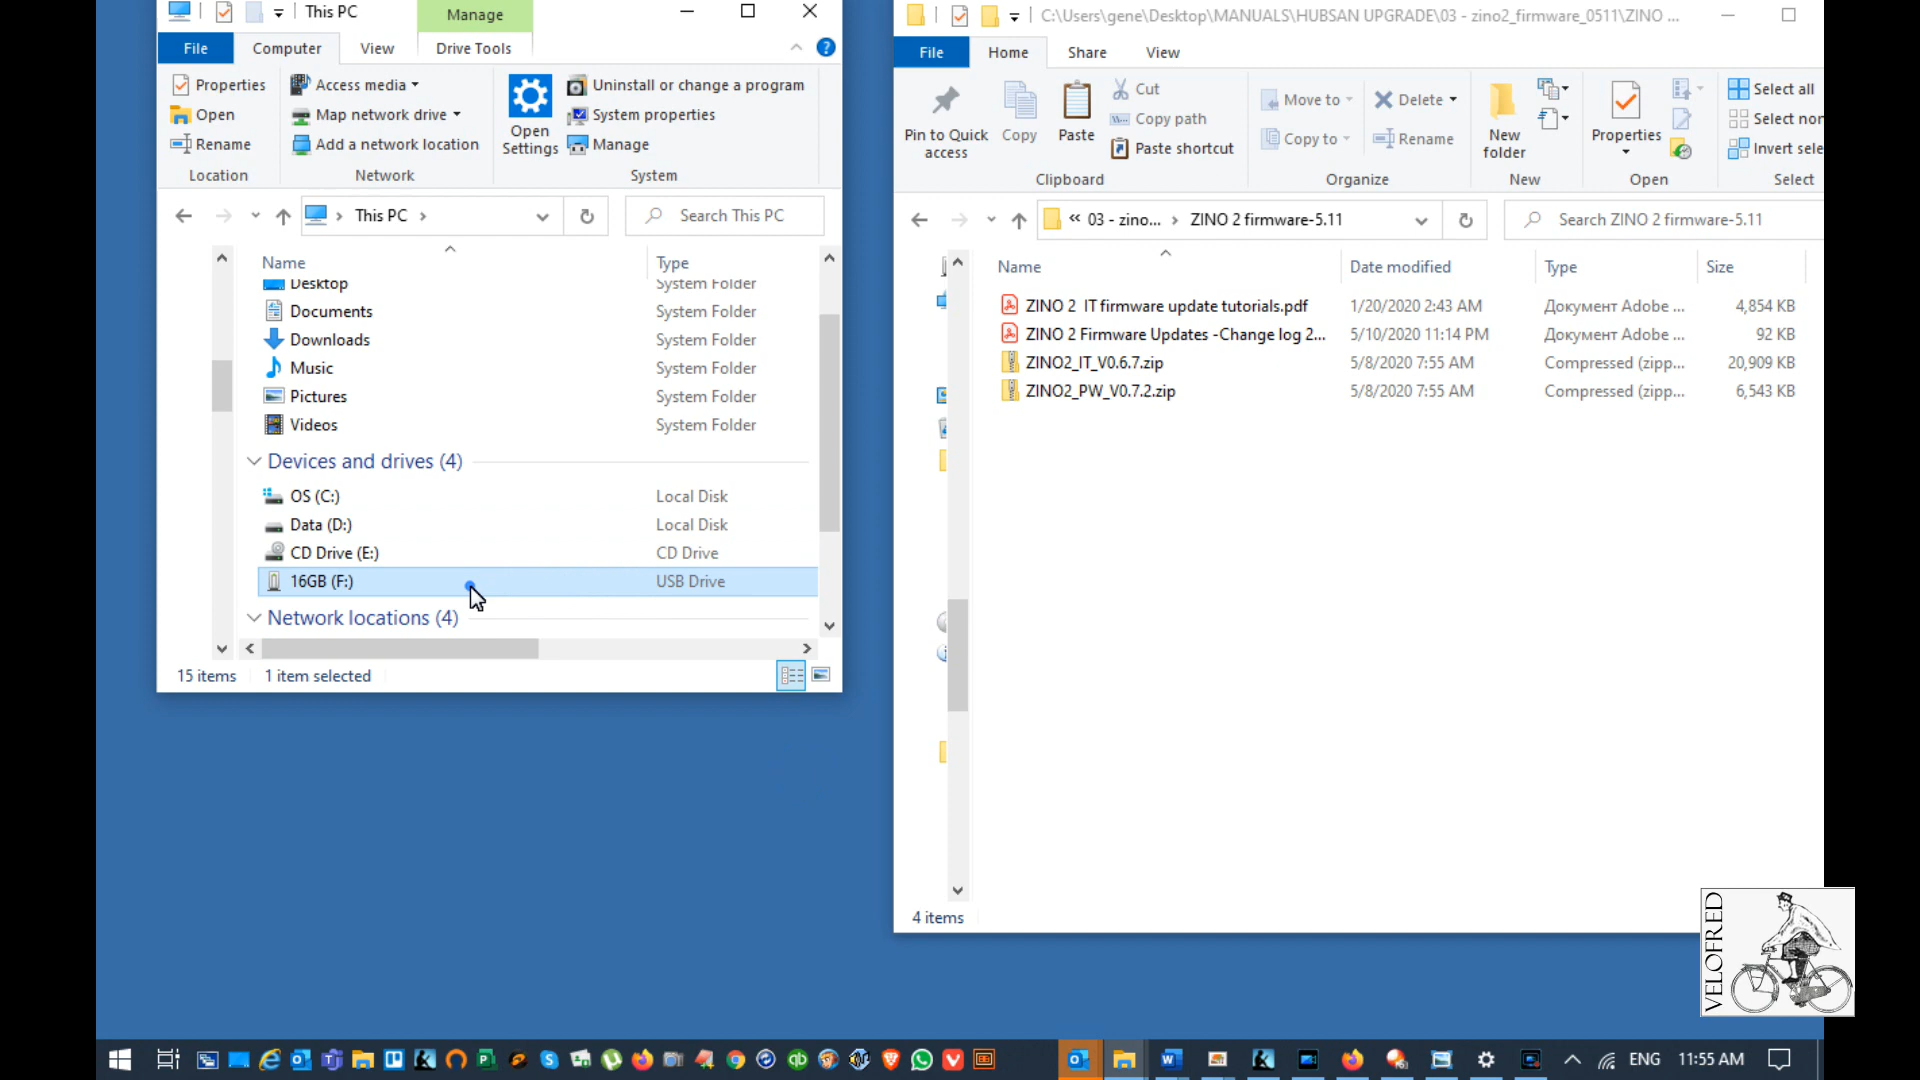 This PC
Manage
File
Computer
View
Drive Tools
Properties
Open
Rename
Location
Access media
Map network drive
Add a network location
Network
Open Settings
Uninstall or change a program
System properties
Manage
System
This PC
Search This PC
Name Type
Desktop System Folder
Documents System Folder
Downloads System Folder
Music System Folder
Pictures System Folder
Videos System Folder
Devices and drives (4)
OS (C:) Local Disk
Data (D:) Local Disk
CD Drive (E:) CD Drive
16GB (F:) USB Drive
Network locations (4)
15 items 1 item selected
C:\Users\gene\Desktop\MANUALS\HUBSAN UPGRADE\03 - zino2_firmware_0511\ZINO ...
File
Home
Share
View
Pin to Quick access
Copy
Paste
Cut
Copy path
Paste shortcut
Clipboard
Move to
Copy to
Delete
Rename
Organize
New folder
New
Properties
Open
Select all
Select non
Invert sele
Select
« 03 - zino... ZINO 2 firmware-5.11
Search ZINO 2 firmware-5.11
Name Date modified Type Size
ZINO 2 IT firmware update tutorials.pdf 1/20/2020 2:43 AM Документ Adobe ... 4,854 KB
ZINO 2 Firmware Updates -Change log 2... 5/10/2020 11:14 PM Документ Adobe ... 92 KB
ZINO2_IT_V0.6.7.zip 5/8/2020 7:55 AM Compressed (zipp... 20,909 KB
ZINO2_PW_V0.7.2.zip 5/8/2020 7:55 AM Compressed (zipp... 6,543 KB
4 items
VELOFRED
ENG 11:55 AM